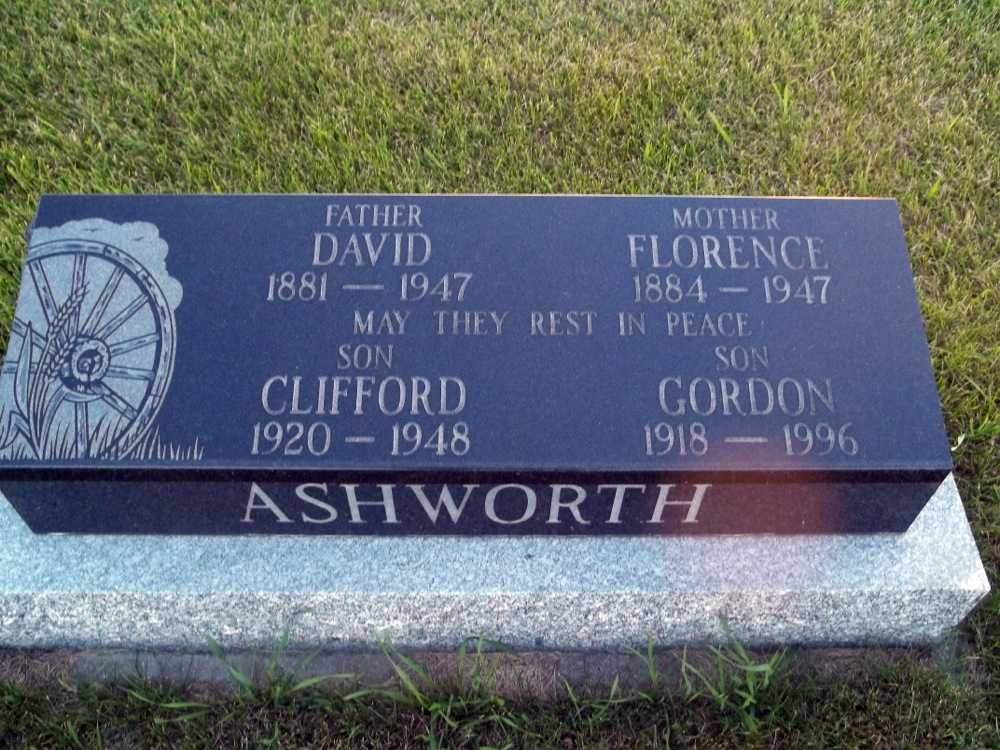 FATHER MOTHER
DAVID FLORENCE
1881 — 1947 1884 — 1947
MAY THEY REST IN PEACE
SON SON
CLIFFORD GORDON
1920 — 1948 1918 — 1996
ASHWORTH